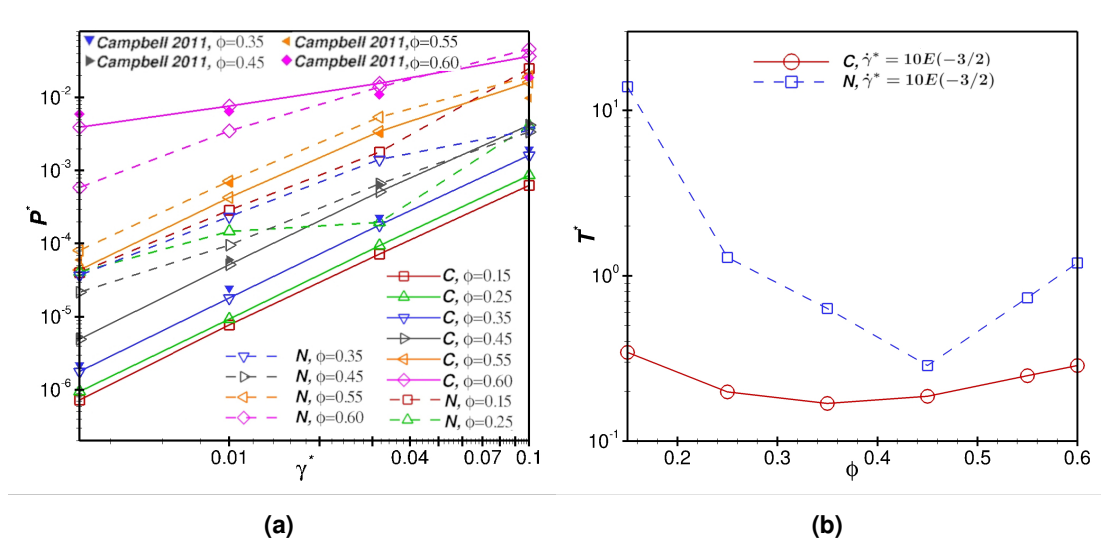 (a)
Campbell 2011, ϕ=0.35
Campbell 2011, ϕ=0.45
Campbell 2011, ϕ=0.55
Campbell 2011,ϕ=0.60
P*
10^-2
10^-3
10^-4
10^-5
10^-6
C, ϕ=0.15
C, ϕ=0.25
C, ϕ=0.35
C, ϕ=0.45
C, ϕ=0.55
C, ϕ=0.60
N, ϕ=0.15
N, ϕ=0.25
N, ϕ=0.35
N, ϕ=0.45
N, ϕ=0.55
N, ϕ=0.60
0.01
0.04
0.07
0.1
γ*
C, γ̇* = 10E(−3/2)
N, γ̇* = 10E(−3/2)
T*
10^1
10^0
10^-1
0.2
0.3
0.4
0.5
0.6
ϕ
(b)